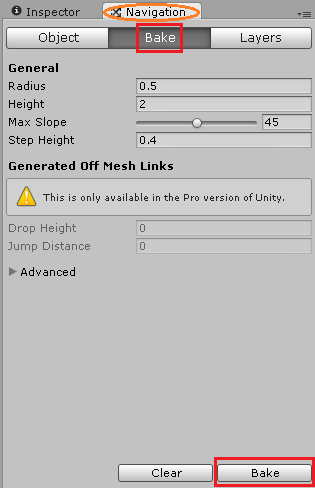 Inspector Navigation
Object Bake Layers
General
Radius 0.5
Height 2
Max Slope 45
Step Height 0.4
Generated Off Mesh Links
This is only available in the Pro version of Unity.
Drop Height 0
Jump Distance 0
Advanced
Clear Bake